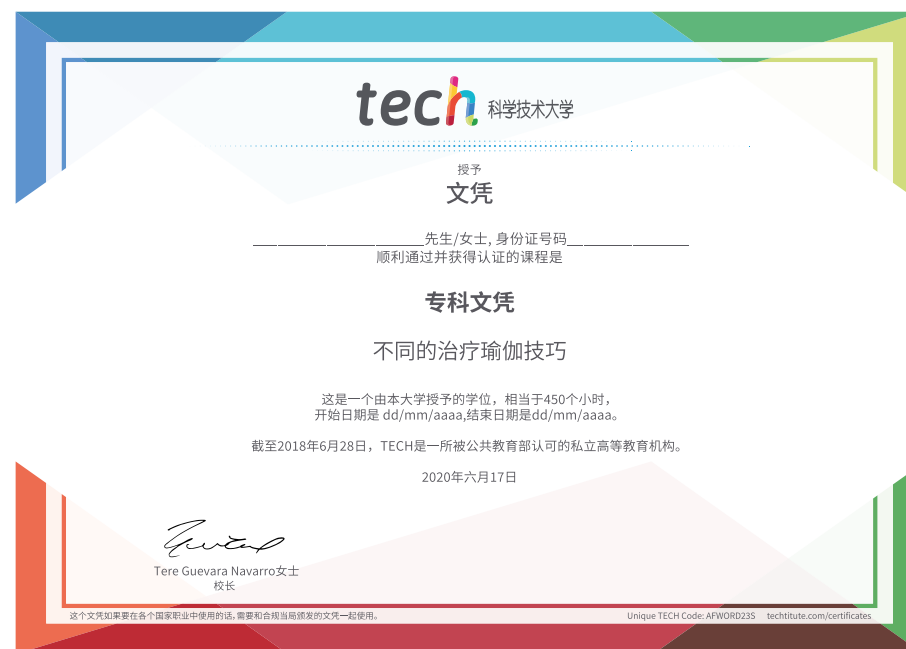 tech 科学技术大学
授予
文凭
______________________先生/女士, 身份证号码________________
顺利通过并获得认证的课程是
专科文凭
不同的治疗瑜伽技巧
这是一个由本大学授予的学位，相当于450个小时，
开始日期是 dd/mm/aaaa,结束日期是dd/mm/aaaa。
截至2018年6月28日，TECH是一所被公共教育部认可的私立高等教育机构。
2020年六月17日
Tere Guevara Navarro女士
校长
这个文凭如果要在各个国家职业中使用的话,需要和合规当局颁发的文凭一起使用。
Unique TECH Code: AFWORD23S techtitute.com/certificates